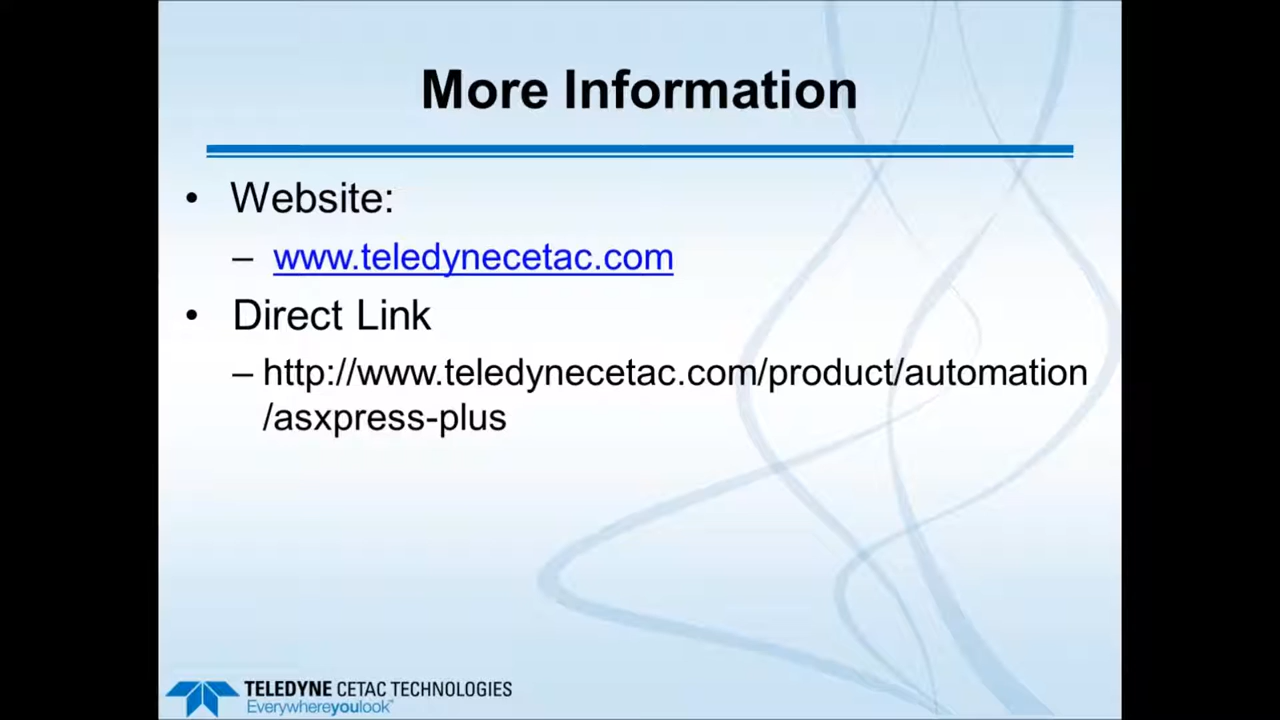 More Information
• Website:
– www.teledynecetac.com
• Direct Link
– http://www.teledynecetac.com/product/automation
/asxpress-plus
TELEDYNE CETAC TECHNOLOGIES
Everywhereyoulook™